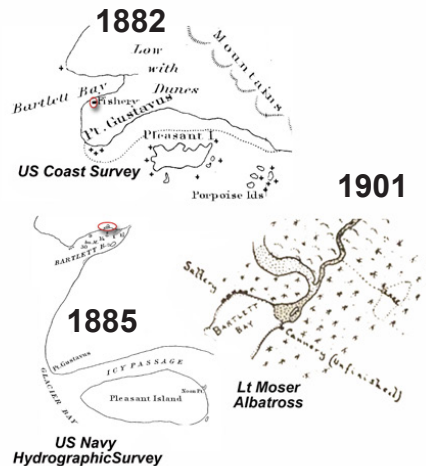 1882
Low
with
Dunes
Mountains
Bartlett Bay
Fishery
Pt. Gustavus
Pleasant I
Porpoise Ids
US Coast Survey
1901
BARTLETT B.
1885
Pt. Gustavus
ICY PASSAGE
GLACIER BAY
Pleasant Island
Noon Pt.
US Navy
HydrographicSurvey
Saltery
BARTLETT
BAY
Cannery (Unfinished)
Lt Moser
Albatross